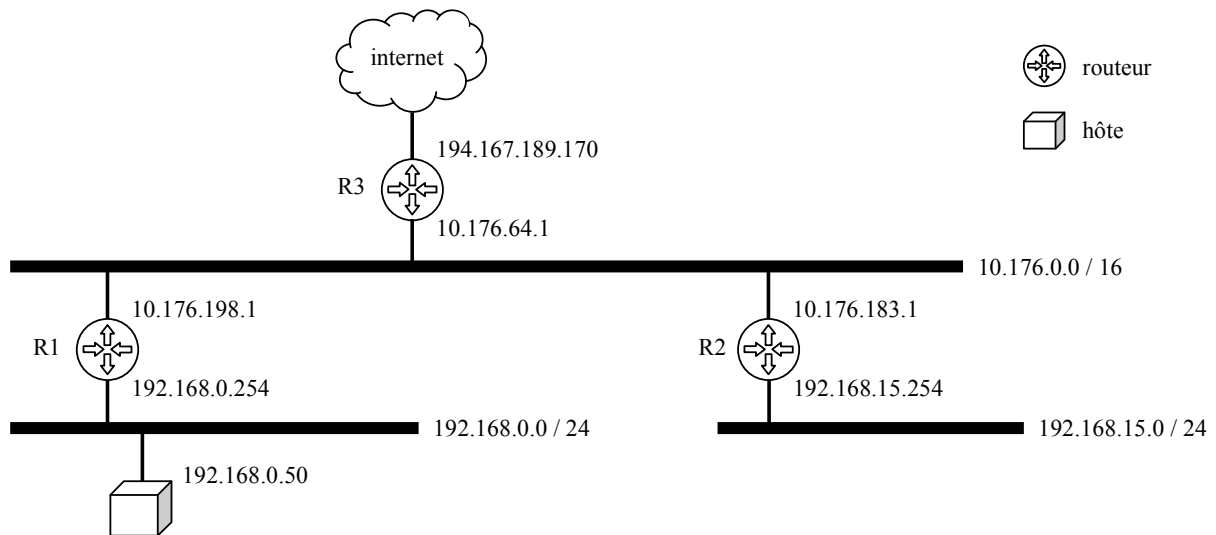 internet
routeur
hôte
194.167.189.170
R3
10.176.64.1
10.176.0.0 / 16
10.176.198.1
10.176.183.1
R1
R2
192.168.0.254
192.168.15.254
192.168.0.0 / 24
192.168.15.0 / 24
192.168.0.50